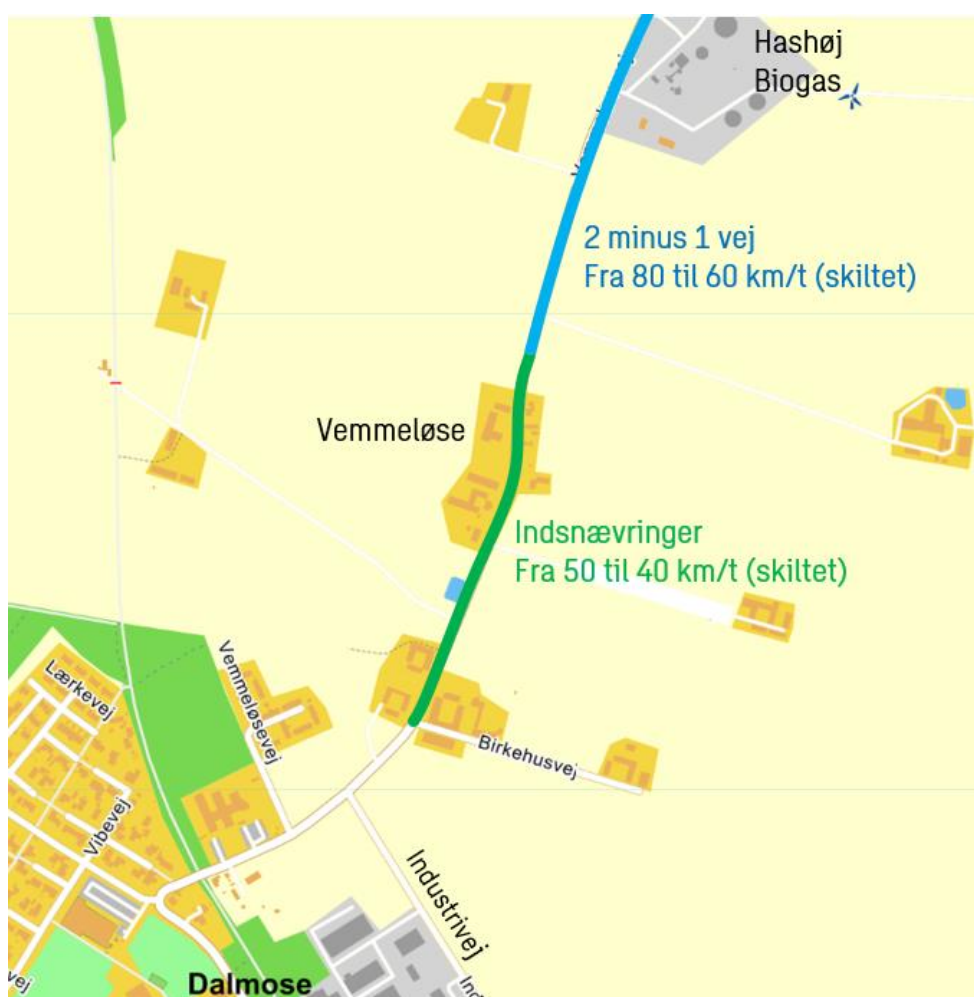 Hashøj
Biogas
2 minus 1 vej
Fra 80 til 60 km/t (skiltet)
Vemmeløse
Indsnævringer
Fra 50 til 40 km/t (skiltet)
Lærkevej
Vemmeløsevej
Birkehusvej
Vibevej
Industrivej
Dalmose